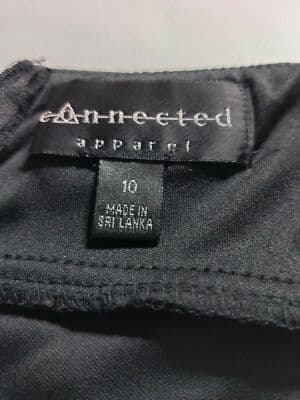 connected
apparel
10
MADE IN
SRI LANKA